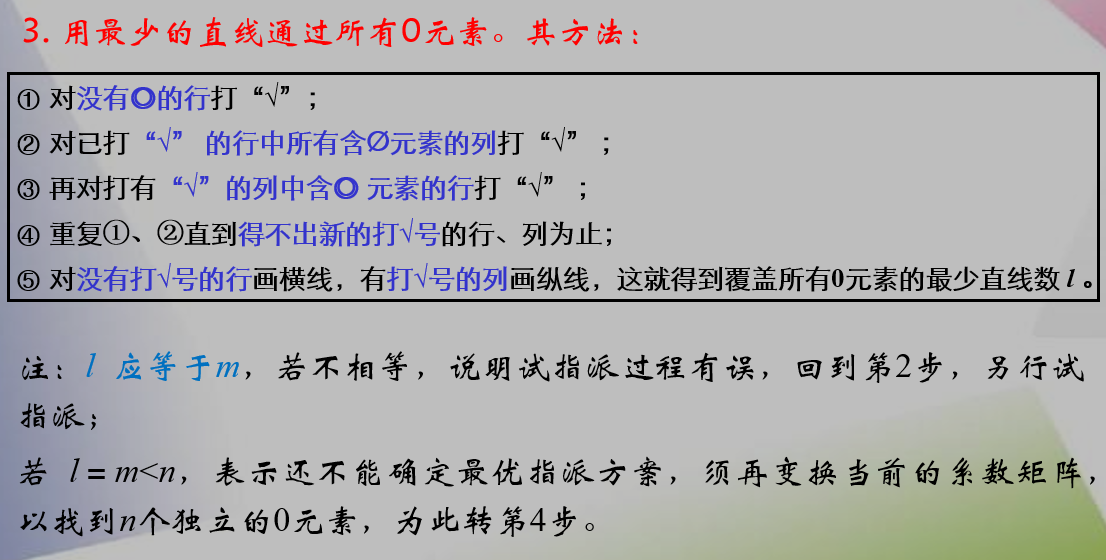 3. 用最少的直线通过所有0元素。其方法:
① 对没有◎的行打“√”;
② 对已打“√” 的行中所有含Ø元素的列打“√” ;
③ 再对打有“√”的列中含◎ 元素的行打“√” ;
④ 重复①、②直到得不出新的打√号的行、列为止;
⑤ 对没有打√号的行画横线,有打√号的列画纵线,这就得到覆盖所有0元素的最少直线数 l 。
注: l 应等于m,若不相等,说明试指派过程有误,回到第2步,另行试
指派;
若 l = m<n,表示还不能确定最优指派方案,须再变换当前的系数矩阵,
以找到n个独立的0元素,为此转第4步。